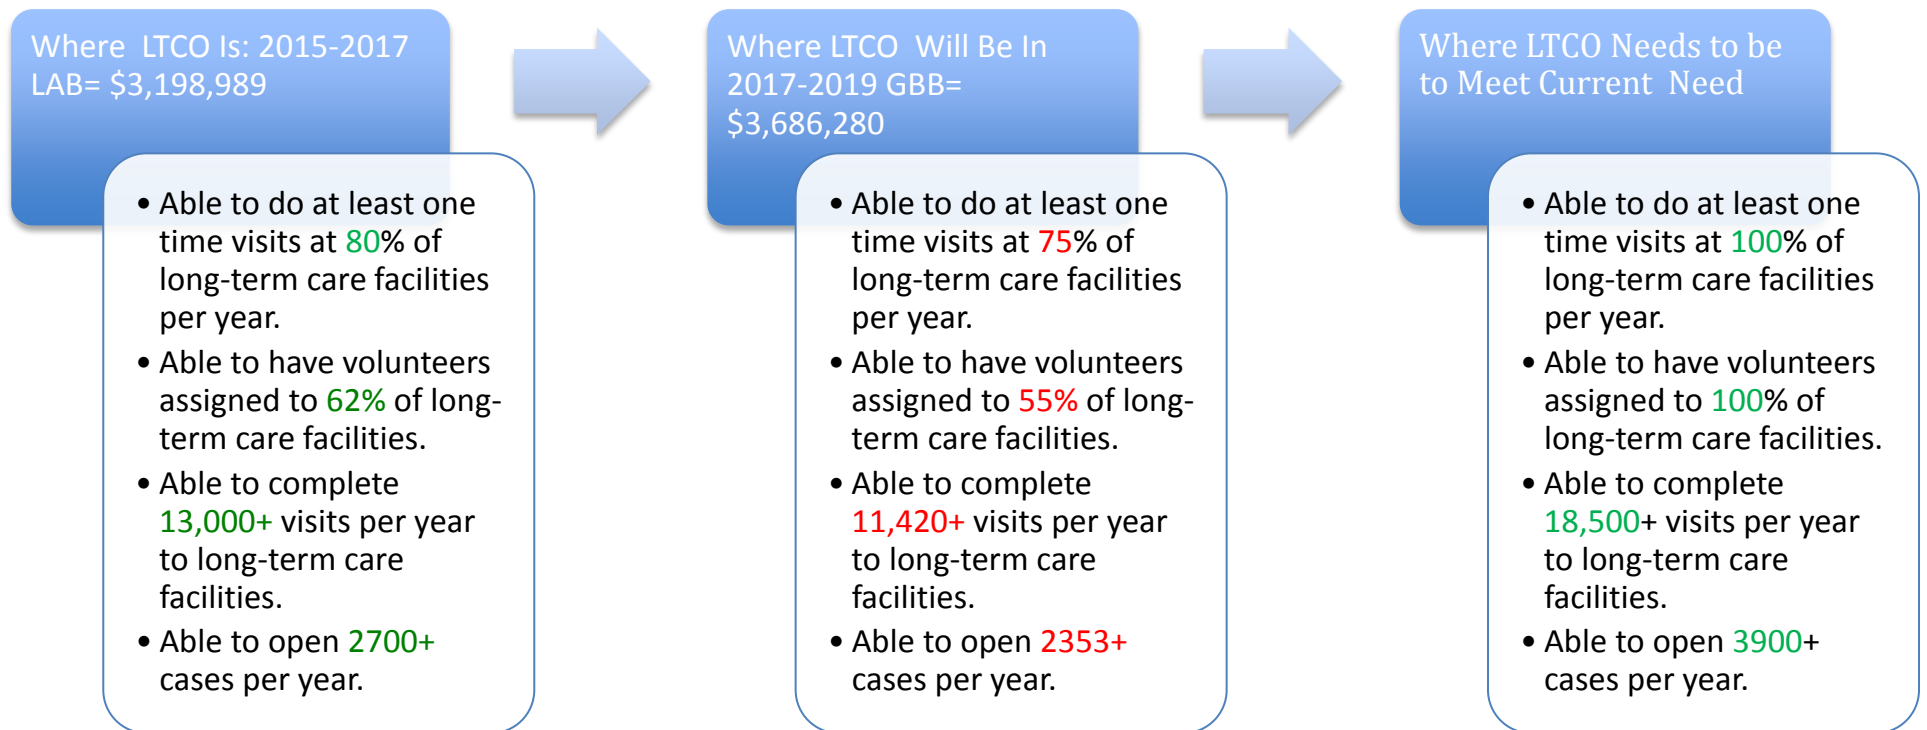 Where LTCO Is: 2015-2017
LAB= $3,198,989
• Able to do at least one
time visits at 80% of
long-term care facilities
per year.
• Able to have volunteers
assigned to 62% of long-
term care facilities.
• Able to complete
13,000+ visits per year
to long-term care
facilities.
• Able to open 2700+
cases per year.
Where LTCO Will Be In
2017-2019 GBB=
$3,686,280
• Able to do at least one
time visits at 75% of
long-term care facilities
per year.
• Able to have volunteers
assigned to 55% of long-
term care facilities.
• Able to complete
11,420+ visits per year
to long-term care
facilities.
• Able to open 2353+
cases per year.
Where LTCO Needs to be
to Meet Current Need
• Able to do at least one
time visits at 100% of
long-term care facilities
per year.
• Able to have volunteers
assigned to 100% of
long-term care facilities.
• Able to complete
18,500+ visits per year
to long-term care
facilities.
• Able to open 3900+
cases per year.